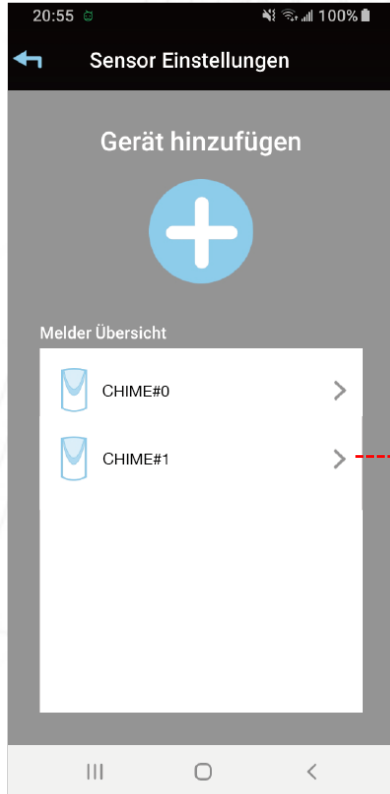 20:55 100%
Sensor Einstellungen
Gerät hinzufügen
Melder Übersicht
CHIME#0
CHIME#1